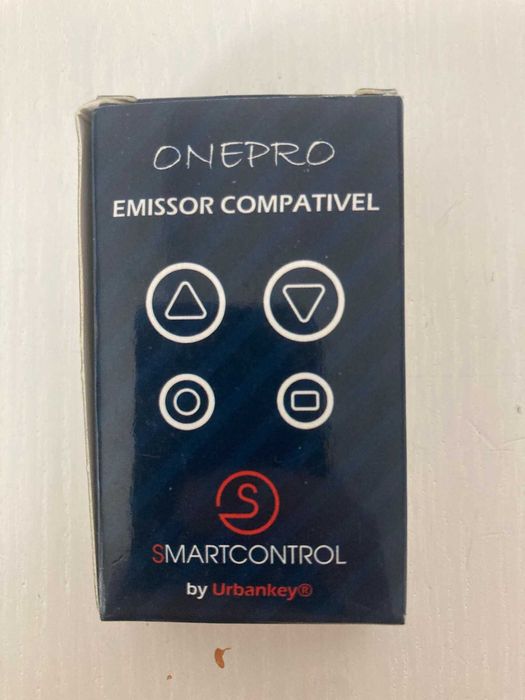 ONEPRO
EMISSOR COMPATIVEL
S
SMARTCONTROL
by Urbankey®